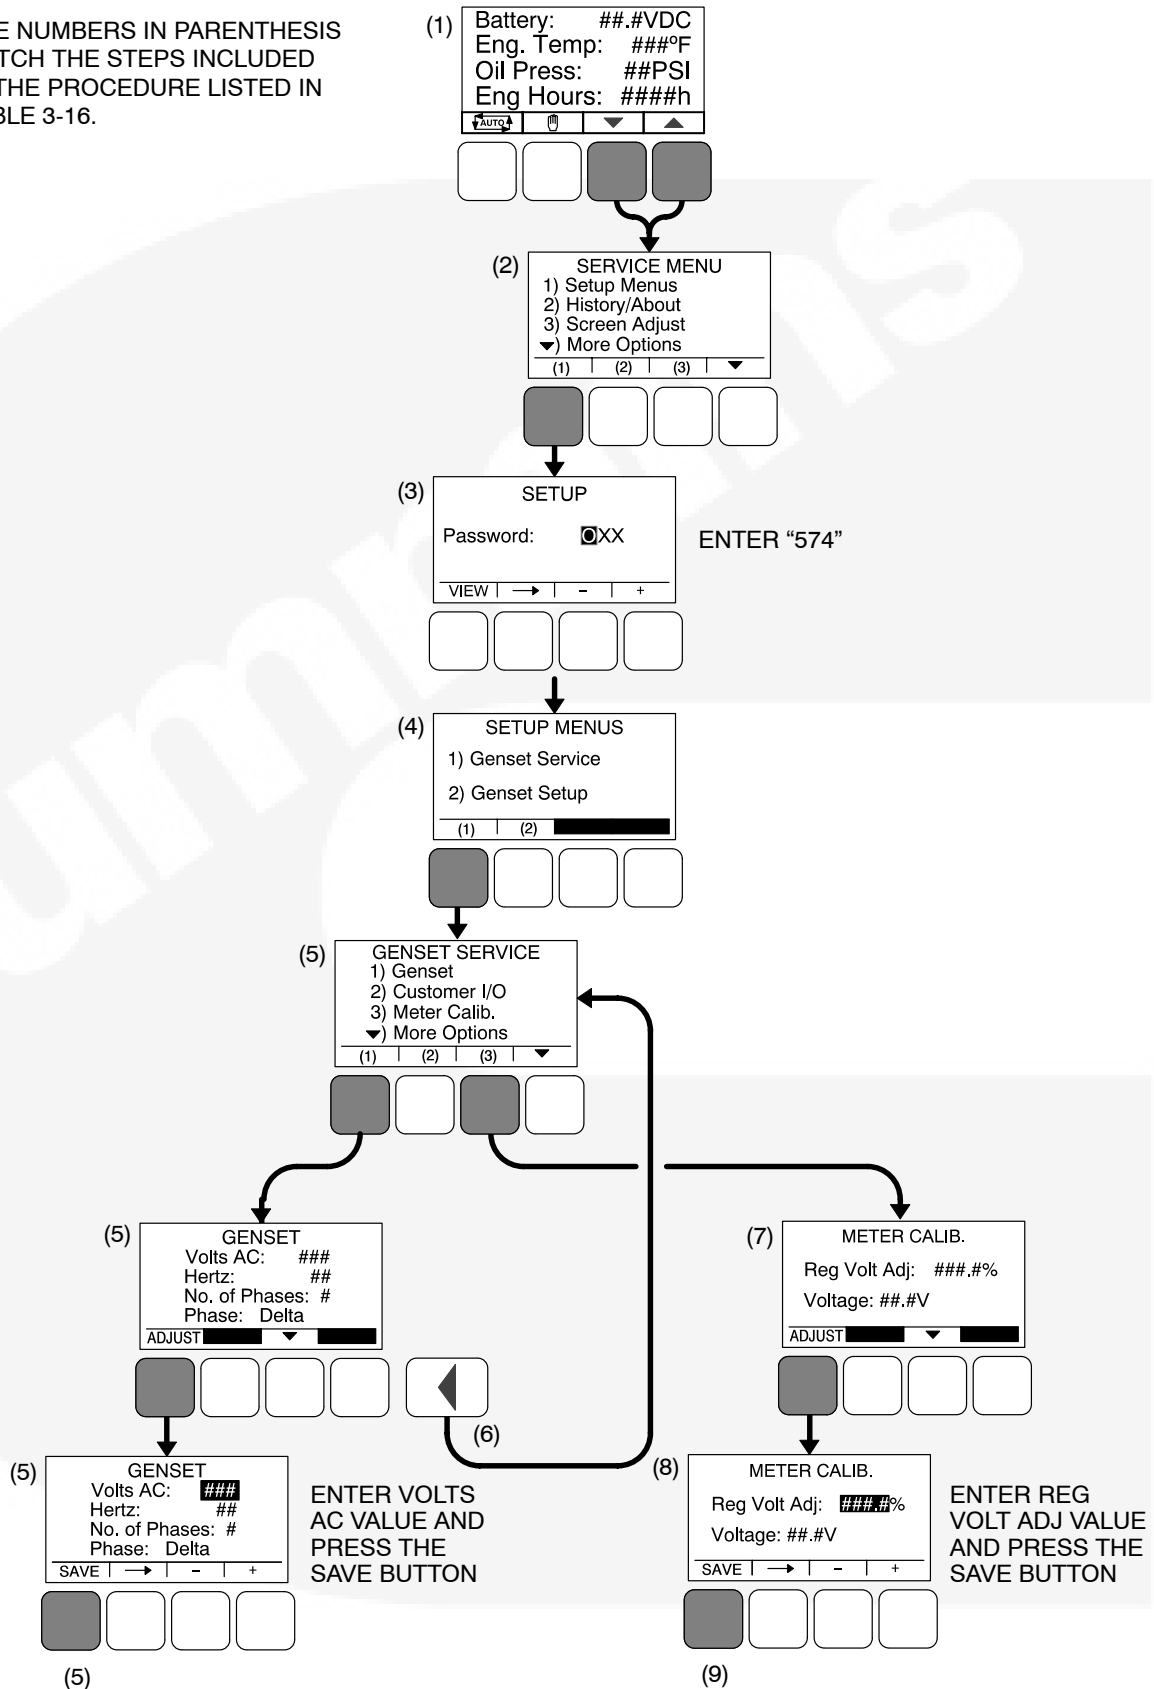 E NUMBERS IN PARENTHESIS
TCH THE STEPS INCLUDED
THE PROCEDURE LISTED IN
BLE 3-16.
(1)
Battery: ##.#VDC
Eng. Temp: ###ºF
Oil Press: ##PSI
Eng Hours: ####h
AUTO
(2)
SERVICE MENU
1) Setup Menus
2) History/About
3) Screen Adjust
) More Options
(1) (2) (3)
(3)
SETUP
Password: 0XX
VIEW - +
ENTER “574”
(4)
SETUP MENUS
1) Genset Service
2) Genset Setup
(1) (2)
(5)
GENSET SERVICE
1) Genset
2) Customer I/O
3) Meter Calib.
) More Options
(1) (2) (3)
(5)
GENSET
Volts AC: ###
Hertz: ##
No. of Phases: #
Phase: Delta
ADJUST
(6)
(7)
METER CALIB.
Reg Volt Adj: ###.#%
Voltage: ##.#V
ADJUST
(5)
GENSET
Volts AC: ###
Hertz: ##
No. of Phases: #
Phase: Delta
SAVE - +
(5)
ENTER VOLTS
AC VALUE AND
PRESS THE
SAVE BUTTON
(8)
METER CALIB.
Reg Volt Adj: ###.#%
Voltage: ##.#V
SAVE - +
(9)
ENTER REG
VOLT ADJ VALUE
AND PRESS THE
SAVE BUTTON